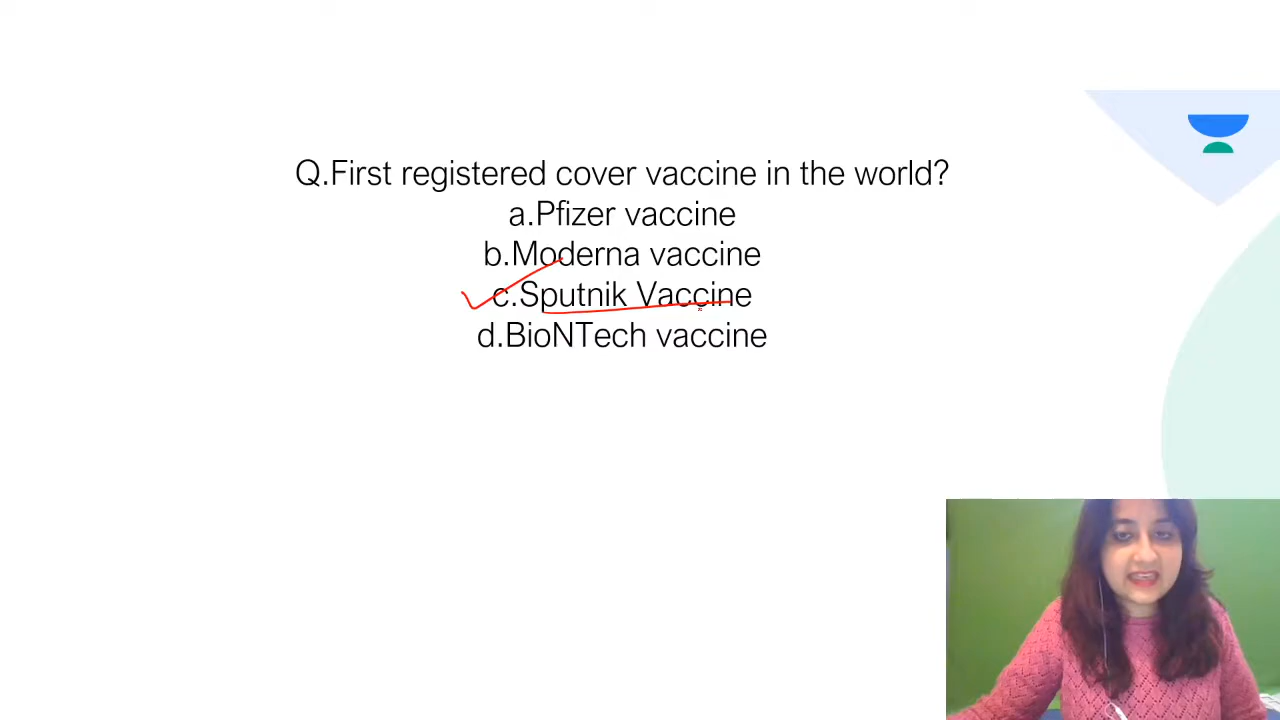 Q.First registered cover vaccine in the world?
a.Pfizer vaccine
b.Moderna vaccine
c.Sputnik Vaccine
d.BioNTech vaccine